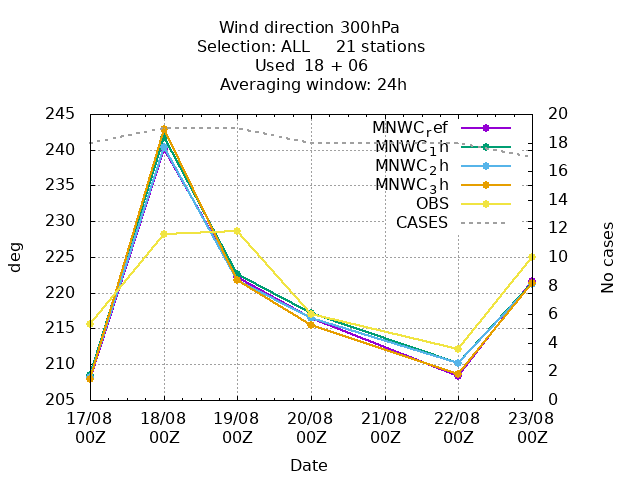 Wind direction 300hPa
Selection: ALL 21 stations
Used 18 + 06
Averaging window: 24h
245
240
235
230
225
220
215
210
205
deg
20
18
16
14
12
10
8
6
4
2
0
No cases
MNWC_ref
MNWC_1h
MNWC_2h
MNWC_3h
OBS
CASES
17/08 18/08 19/08 20/08 21/08 22/08 23/08
00Z 00Z 00Z 00Z 00Z 00Z 00Z
Date